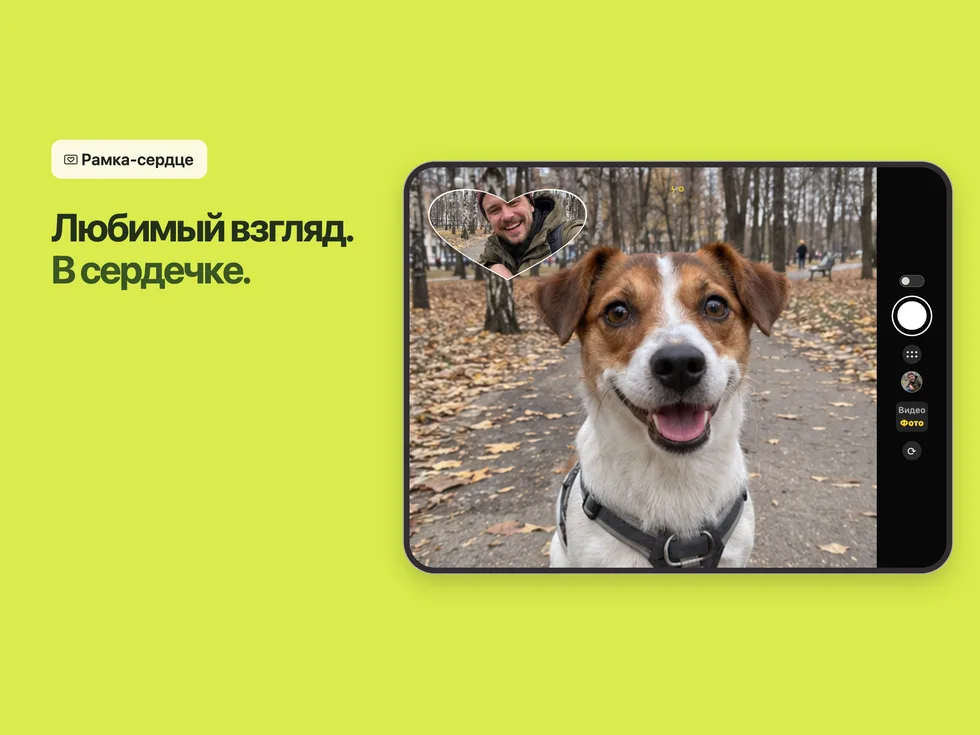 Рамка-сердце
Любимый взгляд.
В сердечке.
Видео
Фото